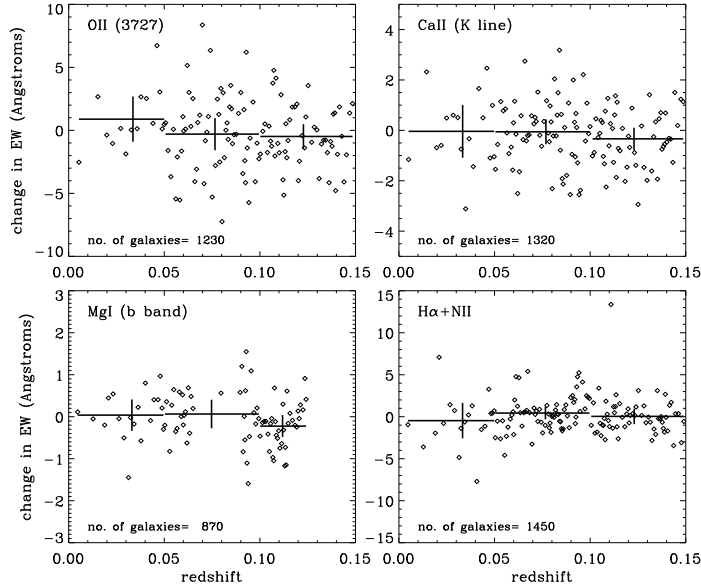 OII (3727)
10
5
0
−5
−10
change in EW (Angstroms)
no. of galaxies= 1230
0.00 0.05 0.10 0.15
CaII (K line)
4
2
0
−2
−4
no. of galaxies= 1320
0.00 0.05 0.10 0.15
MgI (b band)
3
2
1
0
−1
−2
−3
change in EW (Angstroms)
no. of galaxies= 870
0.00 0.05 0.10 0.15
redshift
Hα+NII
15
10
5
0
−5
−10
−15
no. of galaxies= 1450
0.00 0.05 0.10 0.15
redshift